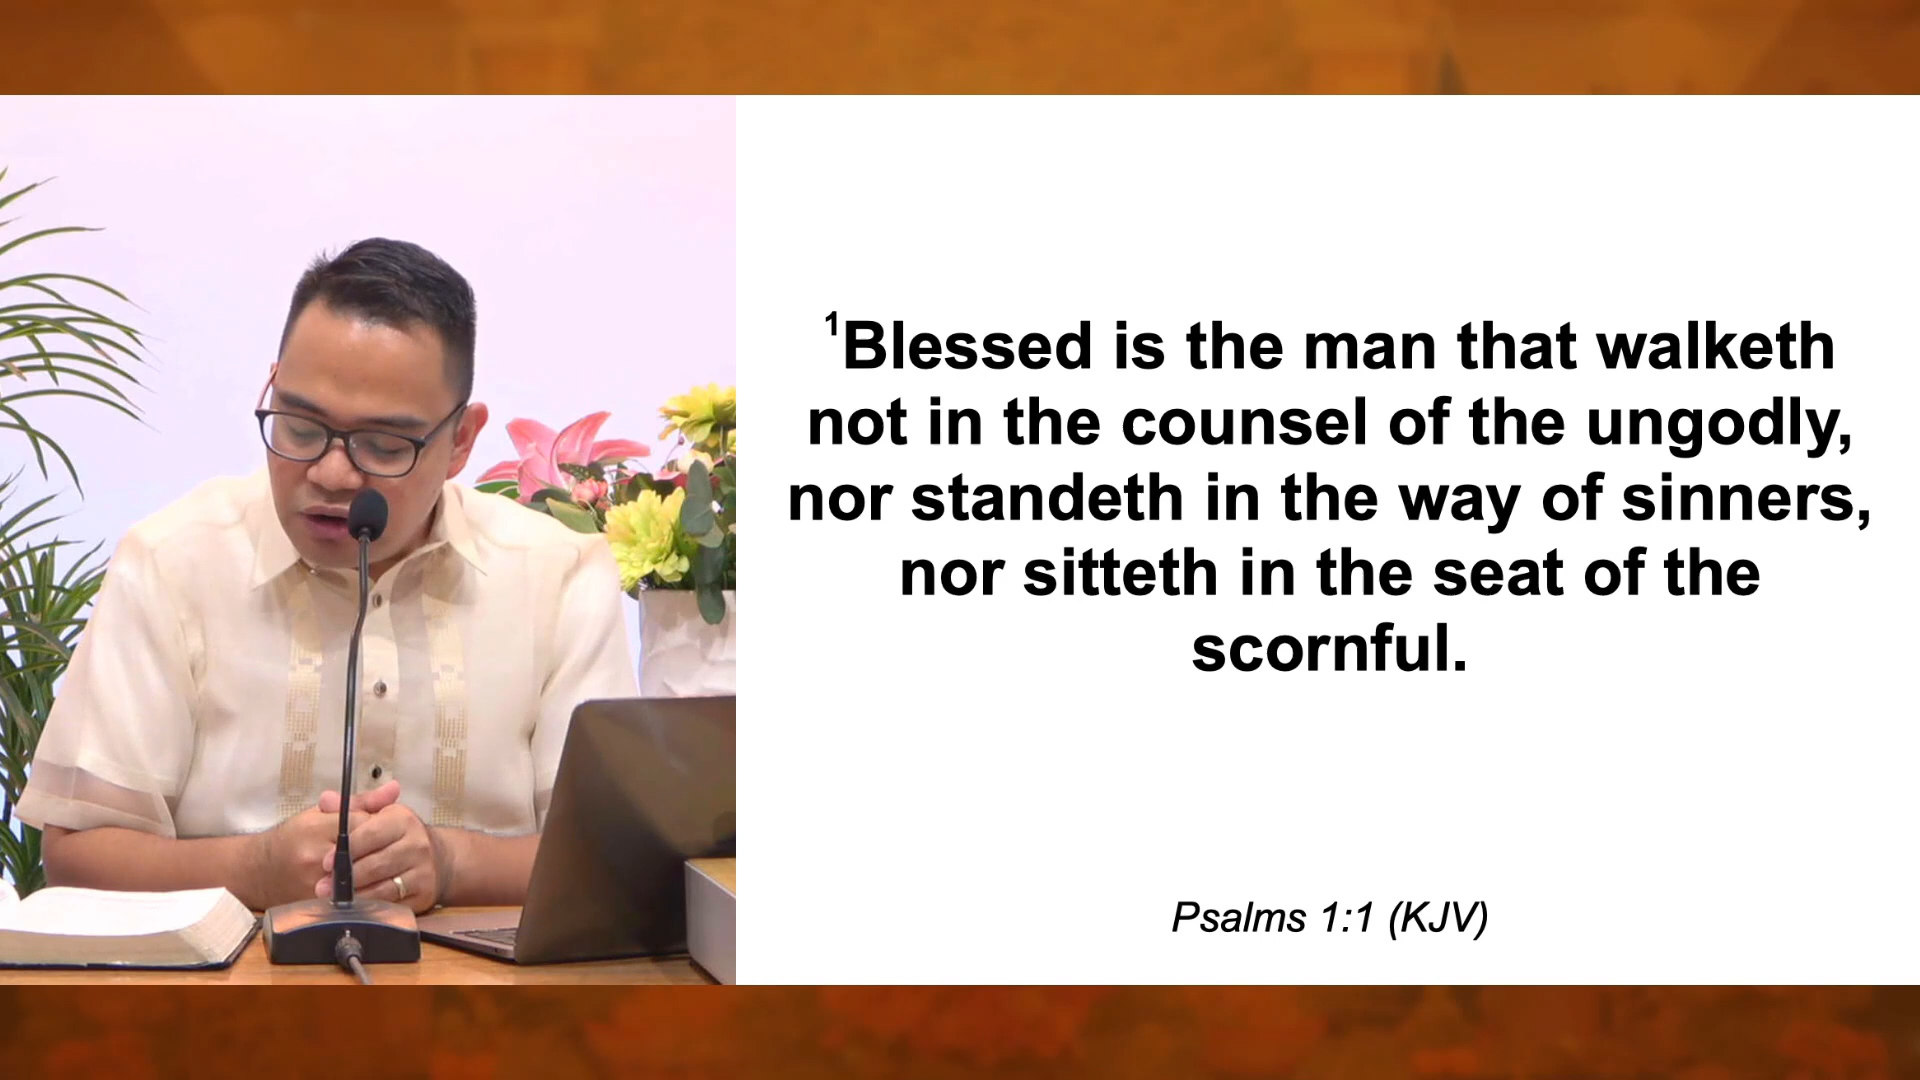 ¹Blessed is the man that walketh
not in the counsel of the ungodly,
nor standeth in the way of sinners,
nor sitteth in the seat of the
scornful.
Psalms 1:1 (KJV)